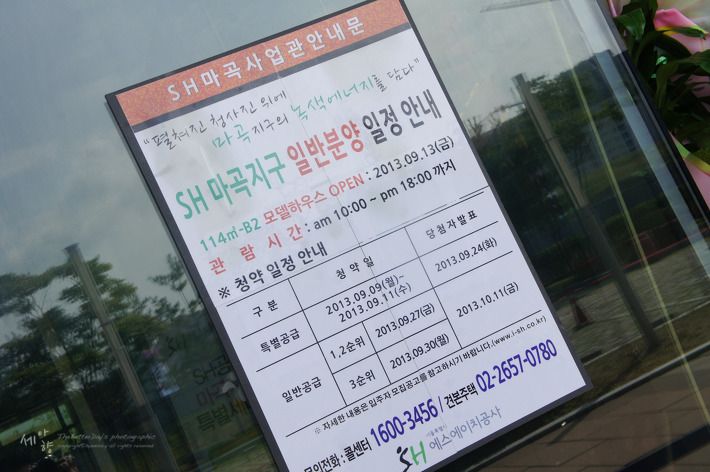 SH마곡사업관안내문
"펼쳐진 청사진 위에
마곡지구의 녹색에너지를 담다"
SH 마곡지구 일반분양 일정 안내
114㎡-B2 모델하우스 OPEN : 2013.09.13(금)
관 람 시 간 : am 10:00 ~ pm 18:00 까지
※ 청약 일정 안내
구 분 청 약 일 당첨자발표
특별공급 2013.09.09(월)~
2013.09.11(수) 2013.09.24(화)
일반공급 1,2순위 2013.09.27(금) 2013.10.11(금)
3순위 2013.09.30(월)
※ 자세한 내용은 입주자 모집공고를 참고하시기 바랍니다.(www.i-sh.co.kr)
문의전화 : 콜센터 1600-3456 / 견본주택 02-2657-0780
서울특별시
SH 에스에이치공사
세안향